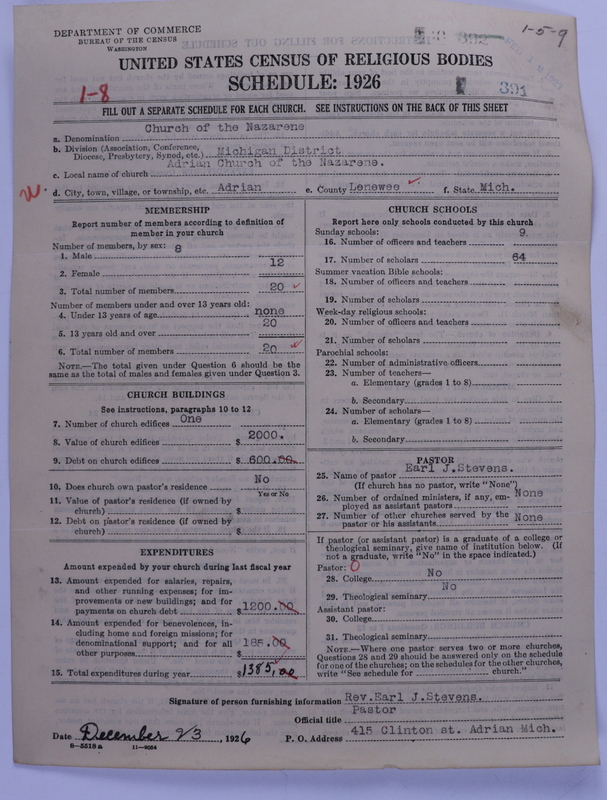 DEPARTMENT OF COMMERCE
BUREAU OF THE CENSUS
WASHINGTON
1-5-9
UNITED STATES CENSUS OF RELIGIOUS BODIES
SCHEDULE: 1926
1-8
391
FILL OUT A SEPARATE SCHEDULE FOR EACH CHURCH. SEE INSTRUCTIONS ON THE BACK OF THIS SHEET
a. Denomination Church of the Nazarene
b. Division (Association, Conference, Diocese, Presbytery, Synod, etc.) Michigan District
c. Local name of church Adrian Church of the Nazarene.
W. d. City, town, village, or township, etc. Adrian e. County Lenewee f. State Mich.
MEMBERSHIP
Report number of members according to definition of
member in your church
Number of members, by sex:
1. Male 8
2. Female 12
3. Total number of members 20
Number of members under and over 13 years old:
4. Under 13 years of age none
5. 13 years old and over 20
6. Total number of members 20
NOTE.—The total given under Question 6 should be
same as the total of males and females given under Question 3.
CHURCH BUILDINGS
See instructions, paragraphs 10 to 12
7. Number of church edifices One
8. Value of church edifices $ 2000.
9. Debt on church edifices $ 600.00.
10. Does church own pastor's residence? No
Yes or No
11. Value of pastor's residence (if owned by
church) $
12. Debt on pastor's residence (if owned by
church) $
EXPENDITURES
Amount expended by your church during last fiscal year
13. Amount expended for salaries, repairs,
and other running expenses; for im-
provements or new buildings; and for
payments on church debt $1200.00
14. Amount expended for benevolences, in-
cluding home and foreign missions; for
denominational support; and for all
other purposes $ 185.00
15. Total expenditures during year $1385,00
CHURCH SCHOOLS
Report here only schools conducted by this church
Sunday schools:
16. Number of officers and teachers 9.
17. Number of scholars 64
Summer vacation Bible schools:
18. Number of officers and teachers
19. Number of scholars
Week-day religious schools:
20. Number of officers and teachers
21. Number of scholars
Parochial schools:
22. Number of administrative officers
23. Number of teachers—
a. Elementary (grades 1 to 8)
b. Secondary
24. Number of scholars—
a. Elementary (grades 1 to 8)
b. Secondary
PASTOR
25. Name of pastor Earl J.Stevens.
(If church has no pastor, write "None")
26. Number of ordained ministers, if any, em-
ployed as assistant pastors None
27. Number of other churches served by the
pastor or his assistants None
If pastor (or assistant pastor) is a graduate of a college or
theological seminary, give name of institution below. (If
not a graduate, write "No" in the space indicated.)
Pastor: 0
28. College No
29. Theological seminary No
Assistant pastor:
30. College
31. Theological seminary
NOTE.—Where one pastor serves two or more churches,
Questions 28 and 29 should be answered only on the schedule
for one of the churches; on the schedules for the other churches,
write "See schedule for church."
Signature of person furnishing information Rev.Earl J.Stevens.
Official title Pastor
Date December 23, 1926 P. O. Address 415 Clinton st. Adrian Mich.
8-5518a 11-9064